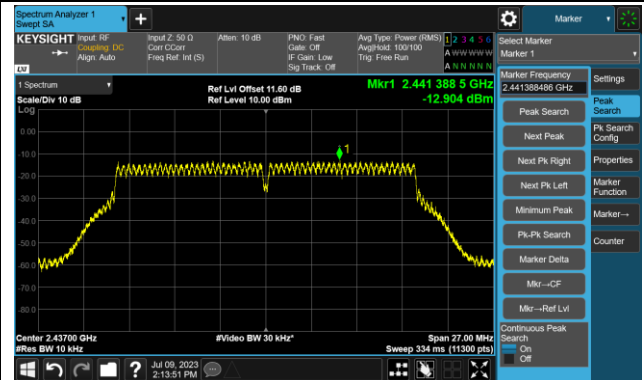 Spectrum Analyzer 1
Swept SA
Marker
KEYSIGHT
Input: RF
Coupling: DC
Align: Auto
Input Z: 50 Ω
Corr CCorr
Freq Ref: Int (S)
Atten: 10 dB
PNO: Fast
Gate: Off
IF Gain: Low
Sig Track: Off
Avg Type: Power (RMS)
Avg|Hold: 100/100
Trig: Free Run
1 2 3 4 5 6
A W W W W W
A N N N N N
LXI
Select Marker
Marker 1
1 Spectrum
Scale/Div 10 dB
Log
Ref Lvl Offset 11.60 dB
Ref Level 10.00 dBm
Mkr1 2.441 388 5 GHz
-12.904 dBm
0.00
-10.0
-20.0
-30.0
-40.0
-50.0
-60.0
-70.0
-80.0
1
Center 2.43700 GHz
#Res BW 10 kHz
#Video BW 30 kHz*
Span 27.00 MHz
Sweep 334 ms (11300 pts)
Marker Frequency
2.441388486 GHz
Peak Search
Next Peak
Next Pk Right
Next Pk Left
Minimum Peak
Pk-Pk Search
Marker Delta
Mkr→CF
Mkr→Ref Lvl
Continuous Peak
Search
On
Off
Settings
Peak
Search
Pk Search
Config
Properties
Marker
Function
Marker→
Counter
Jul 09, 2023
2:13:51 PM